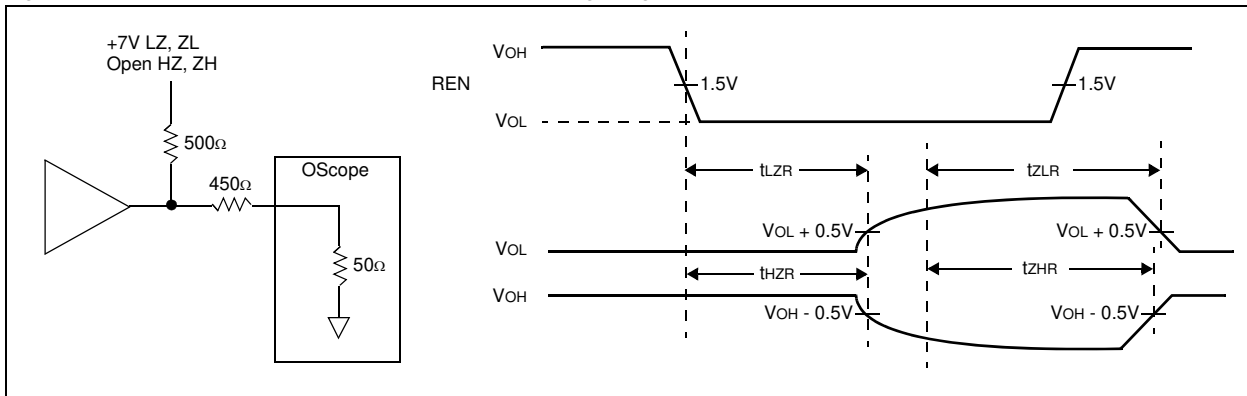 +7V LZ, ZL
Open HZ, ZH
500Ω
450Ω
OScope
50Ω
VOH
REN
1.5V
1.5V
VOL
tLZR
tZLR
VOL + 0.5V
VOL + 0.5V
VOL
tHZR
tZHR
VOH
VOH - 0.5V
VOH - 0.5V